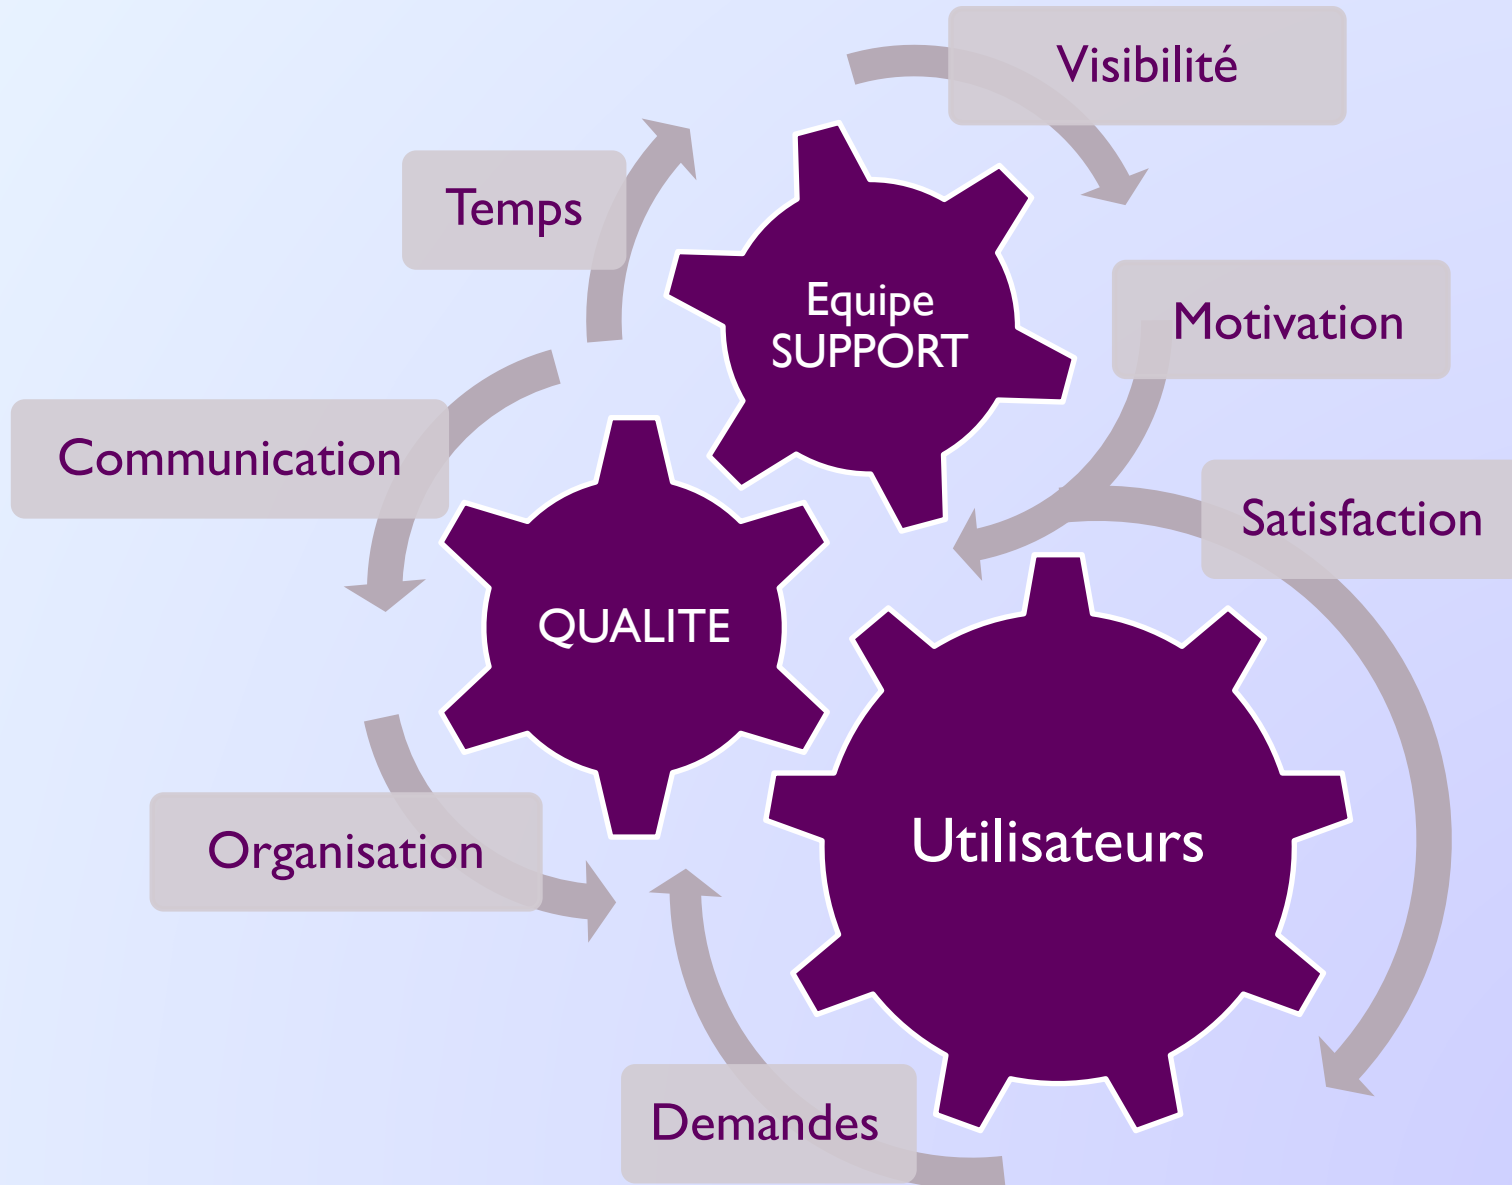 Visibilité
Temps
Equipe
SUPPORT
Motivation
Communication
Satisfaction
QUALITE
Utilisateurs
Organisation
Demandes